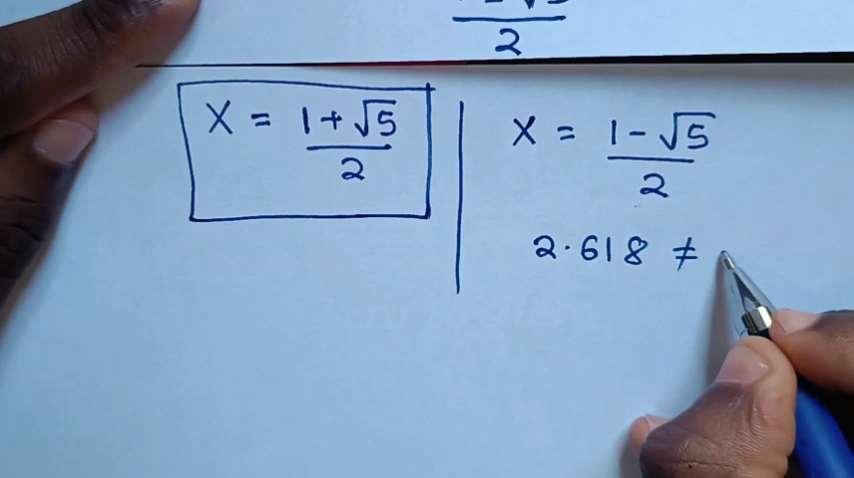 2
x = 1 + √5 / 2
x = 1 - √5 / 2
2.618 ≠